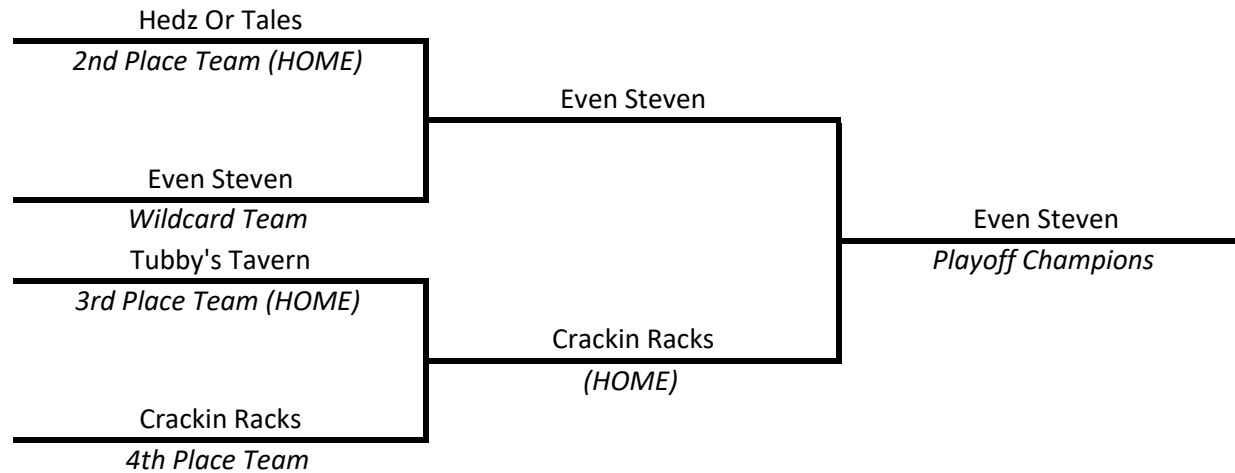 Hedz Or Tales
2nd Place Team (HOME)
Even Steven
Even Steven
Wildcard Team
Even Steven
Playoff Champions
Tubby's Tavern
3rd Place Team (HOME)
Crackin Racks
(HOME)
Crackin Racks
4th Place Team